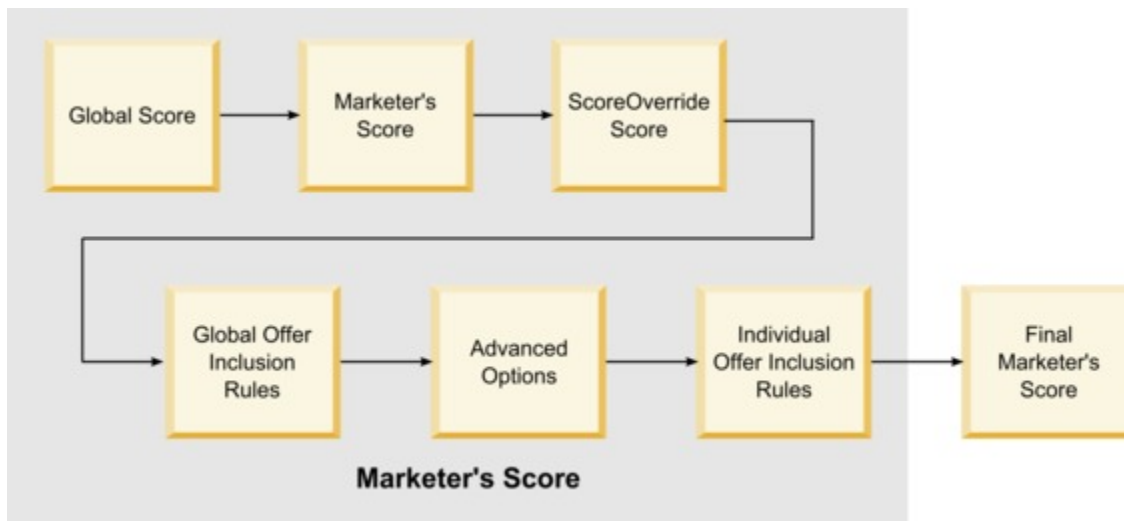 Global Score
Marketer's
Score
ScoreOverride
Score
Global Offer
Inclusion
Rules
Advanced
Options
Individual
Offer Inclusion
Rules
Final
Marketer's
Score
Marketer's Score